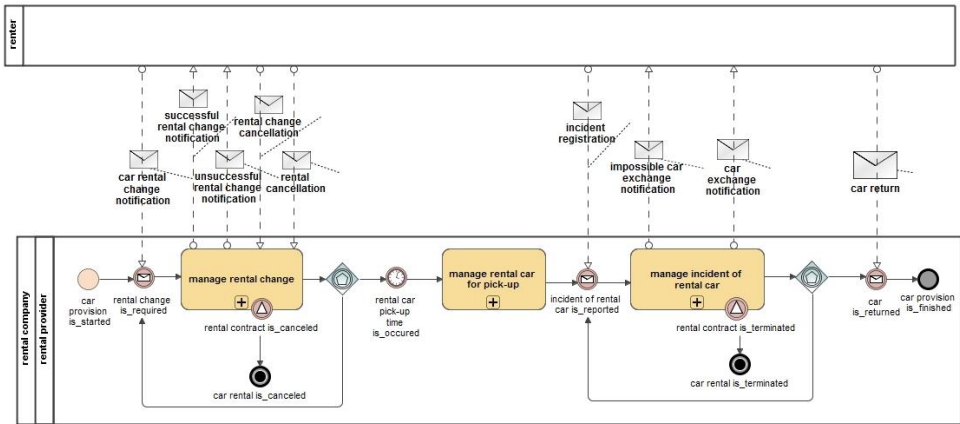 renter
successful
rental change
notification
rental change
cancellation
incident
registration
car rental
change
notification
unsuccessful
rental change
notification
rental
cancellation
impossible car
exchange
notification
car
exchange
notification
car return
rental company
rental provider
manage rental change
manage rental car
for pick-up
manage incident of
rental car
car
provision
is_started
rental change
is_required
rental contract is_canceled
rental car
pick-up
time
is_occured
incident of rental
car is_reported
rental contract is_terminated
car
is_returned
car provision
is_finished
car rental is_canceled
car rental is_terminated